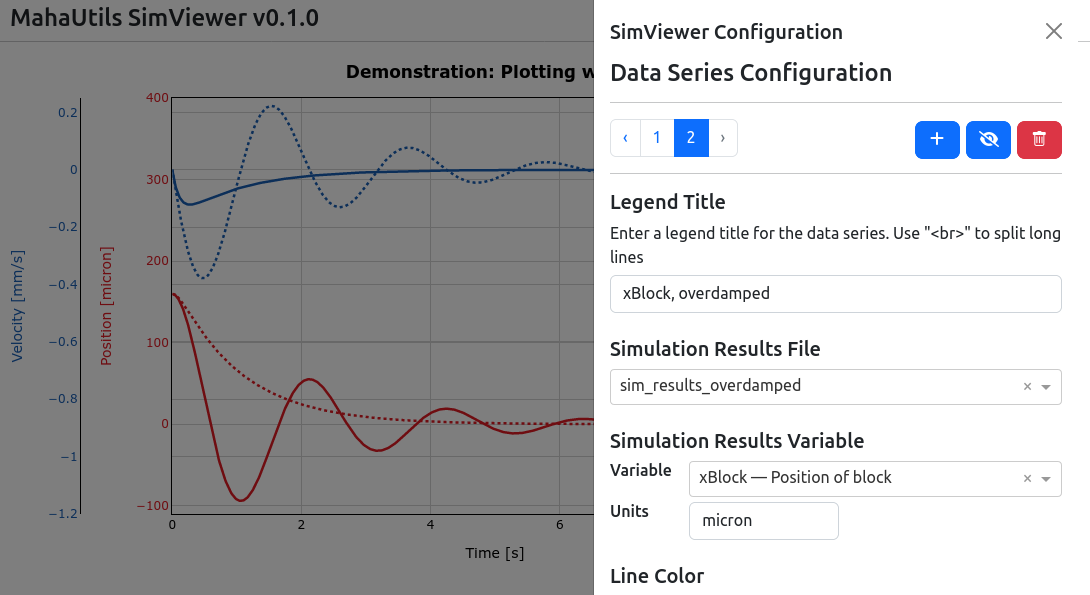 MahaUtils SimViewer v0.1.0
Demonstration: Plotting w
Velocity [mm/s]
0.2
0
−0.2
−0.4
−0.6
−0.8
−1
−1.2
Position [micron]
400
300
200
100
0
−100
0
2
4
6
Time [s]
SimViewer Configuration
Data Series Configuration
‹ 1 2 ›
Legend Title
Enter a legend title for the data series. Use "<br>" to split long
lines
xBlock, overdamped
Simulation Results File
sim_results_overdamped
Simulation Results Variable
Variable
xBlock — Position of block
Units
micron
Line Color